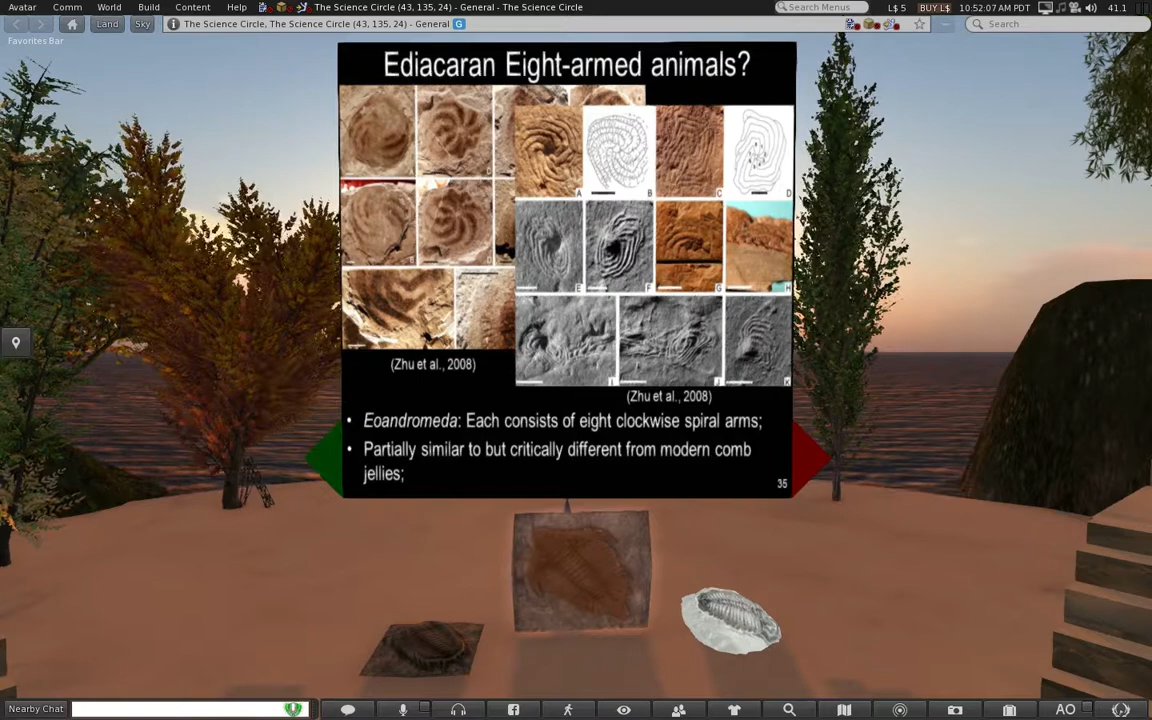 Avatar Comm World Build Content Help The Science Circle (43, 135, 24) - General - The Science Circle Search Menus L$ 5 BUY L$ 10:52:07 AM PDT 41.1
Land Sky The Science Circle, The Science Circle (43, 135, 24) - General G Search
Favorites Bar
Ediacaran Eight-armed animals?
A B C D
E F G H
I J K
(Zhu et al., 2008)
(Zhu et al., 2008)
• Eoandromeda: Each consists of eight clockwise spiral arms;
• Partially similar to but critically different from modern comb
jellies;
35
Nearby Chat AO